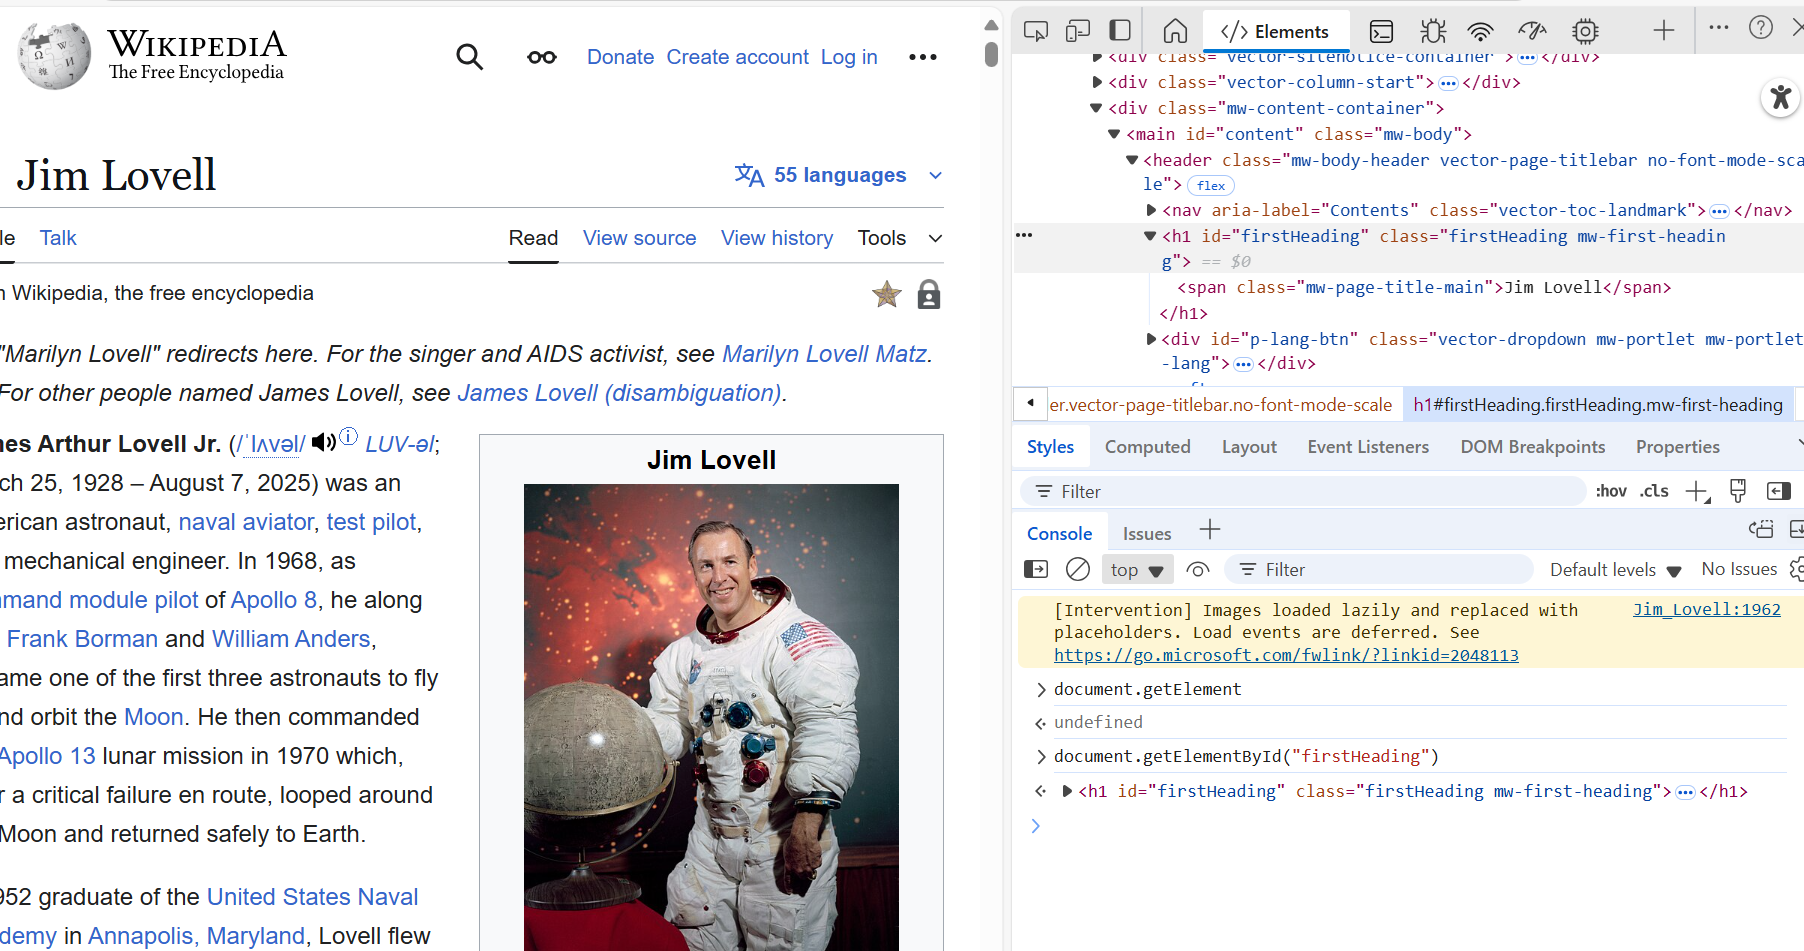 WIKIPEDIA
The Free Encyclopedia
Donate Create account Log in
Jim Lovell
55 languages
le Talk
Read View source View history Tools
Wikipedia, the free encyclopedia
"Marilyn Lovell" redirects here. For the singer and AIDS activist, see Marilyn Lovell Matz.
For other people named James Lovell, see James Lovell (disambiguation).
nes Arthur Lovell Jr. (/ˈlʌvəl/ LUV-əl;
ch 25, 1928 – August 7, 2025) was an
erican astronaut, naval aviator, test pilot,
mechanical engineer. In 1968, as
mmand module pilot of Apollo 8, he along
Frank Borman and William Anders,
ame one of the first three astronauts to fly
nd orbit the Moon. He then commanded
Apollo 13 lunar mission in 1970 which,
r a critical failure en route, looped around
Moon and returned safely to Earth.
952 graduate of the United States Naval
demy in Annapolis, Maryland, Lovell flew
Jim Lovell
</> Elements
<div class="vector-sitenotice-container"> … </div>
<div class="vector-column-start"> … </div>
<div class="mw-content-container">
<main id="content" class="mw-body">
<header class="mw-body-header vector-page-titlebar no-font-mode-sca
le"> flex
<nav aria-label="Contents" class="vector-toc-landmark"> … </nav>
<h1 id="firstHeading" class="firstHeading mw-first-headin
g"> == $0
<span class="mw-page-title-main">Jim Lovell</span>
</h1>
<div id="p-lang-btn" class="vector-dropdown mw-portlet mw-portlet
-lang"> … </div>
er.vector-page-titlebar.no-font-mode-scale h1#firstHeading.firstHeading.mw-first-heading
Styles Computed Layout Event Listeners DOM Breakpoints Properties
Filter :hov .cls
Console Issues
top Filter Default levels No Issues
[Intervention] Images loaded lazily and replaced with Jim_Lovell:1962
placeholders. Load events are deferred. See
https://go.microsoft.com/fwlink/?linkid=2048113
document.getElement
undefined
document.getElementById("firstHeading")
<h1 id="firstHeading" class="firstHeading mw-first-heading"> … </h1>